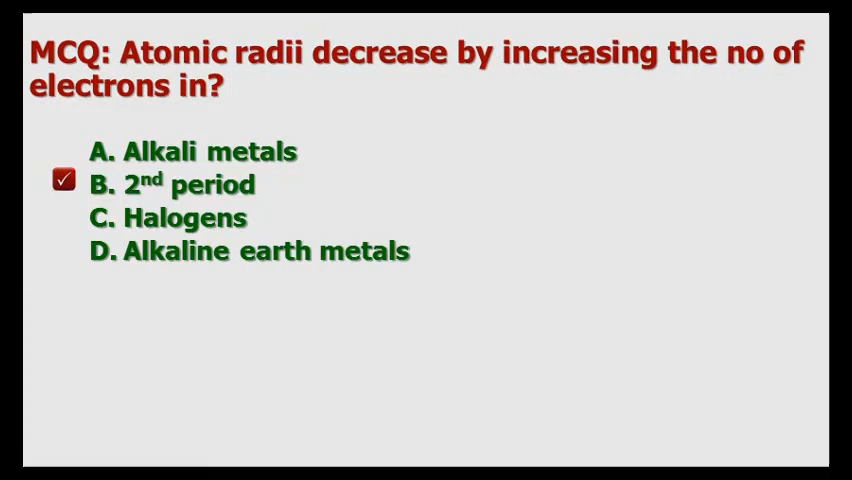 MCQ: Atomic radii decrease by increasing the no of
electrons in?
A. Alkali metals
B. 2nd period
C. Halogens
D. Alkaline earth metals